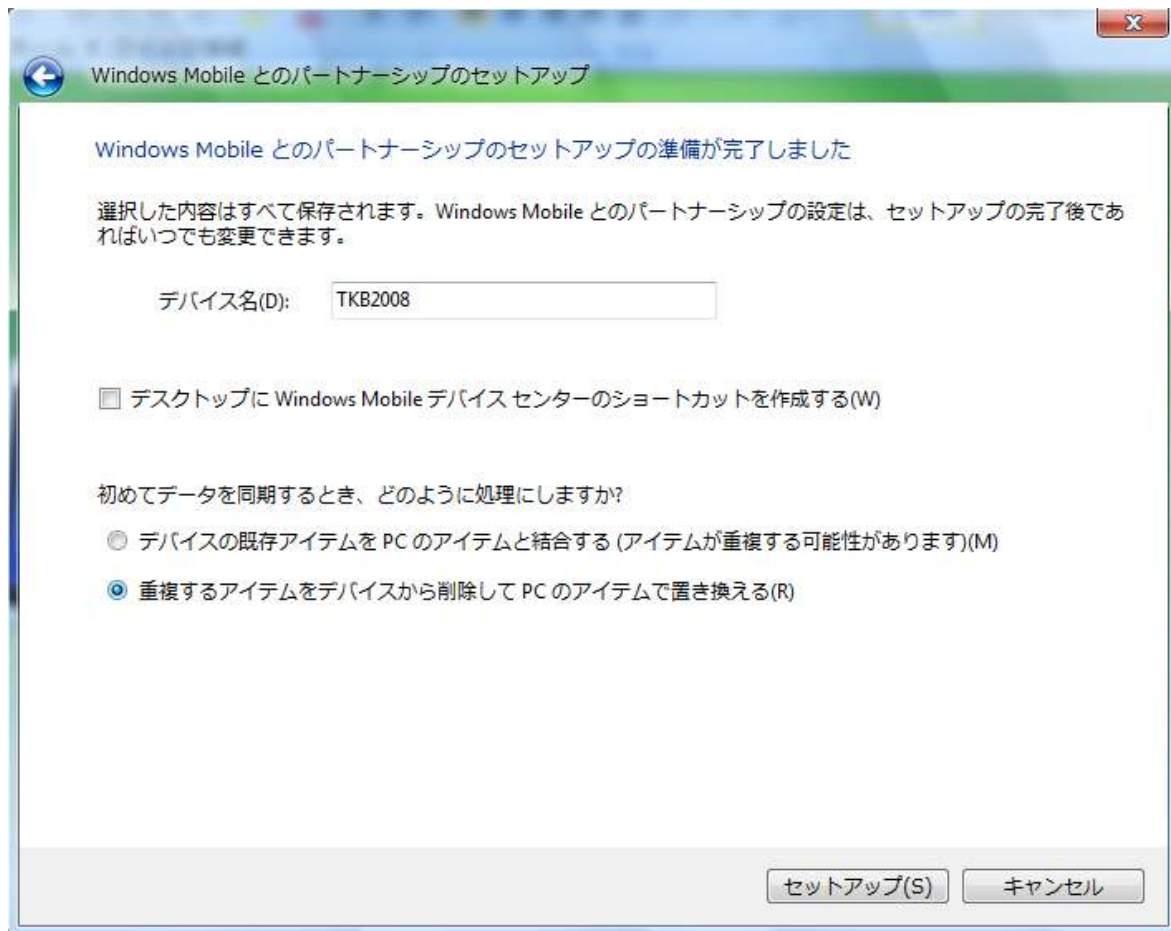 Windows Mobile とのパートナーシップのセットアップ
Windows Mobile とのパートナーシップのセットアップの準備が完了しました
選択した内容はすべて保存されます。Windows Mobile とのパートナーシップの設定は、セットアップの完了後であ
ればいつでも変更できます。
デバイス名(D): TKB2008
デスクトップに Windows Mobile デバイス センターのショートカットを作成する(W)
初めてデータを同期するとき、どのように処理にしますか?
デバイスの既存アイテムを PC のアイテムと結合する (アイテムが重複する可能性があります)(M)
重複するアイテムをデバイスから削除して PC のアイテムで置き換える(R)
セットアップ(S) キャンセル